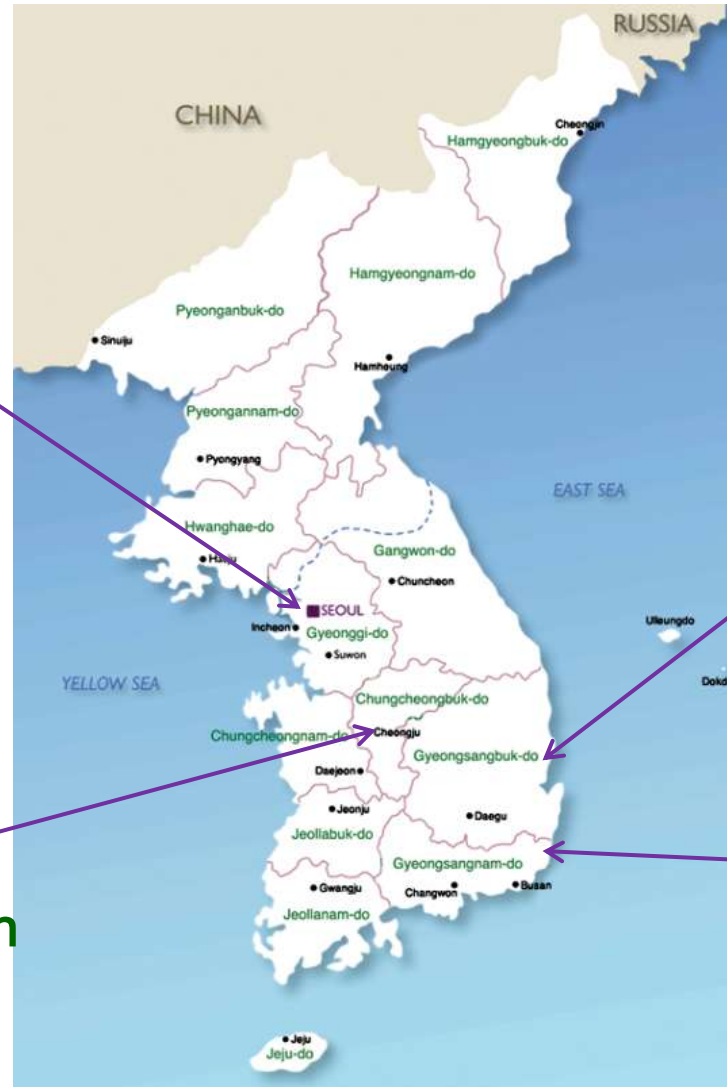 RUSSIA
CHINA
Cheongjin
Hamgyeongbuk-do
Hamgyeongnam-do
Pyeonganbuk-do
Sinuiju
Hamheung
Pyeongannam-do
Pyongyang
EAST SEA
Hwanghae-do
Gangwon-do
Haeju
Chuncheon
SEOUL
Ulleungdo
Incheon
Gyeonggi-do
Suwon
YELLOW SEA
Dokd
Chungcheongbuk-do
Chungcheongnam-do
Cheongju
Gyeongsangbuk-do
Daejeon
Jeonju
Daegu
Jeollabuk-do
Gyeongsangnam-do
Gwangju
Changwon
Busan
Jeollanam-do
n
Jeju
Jeju-do